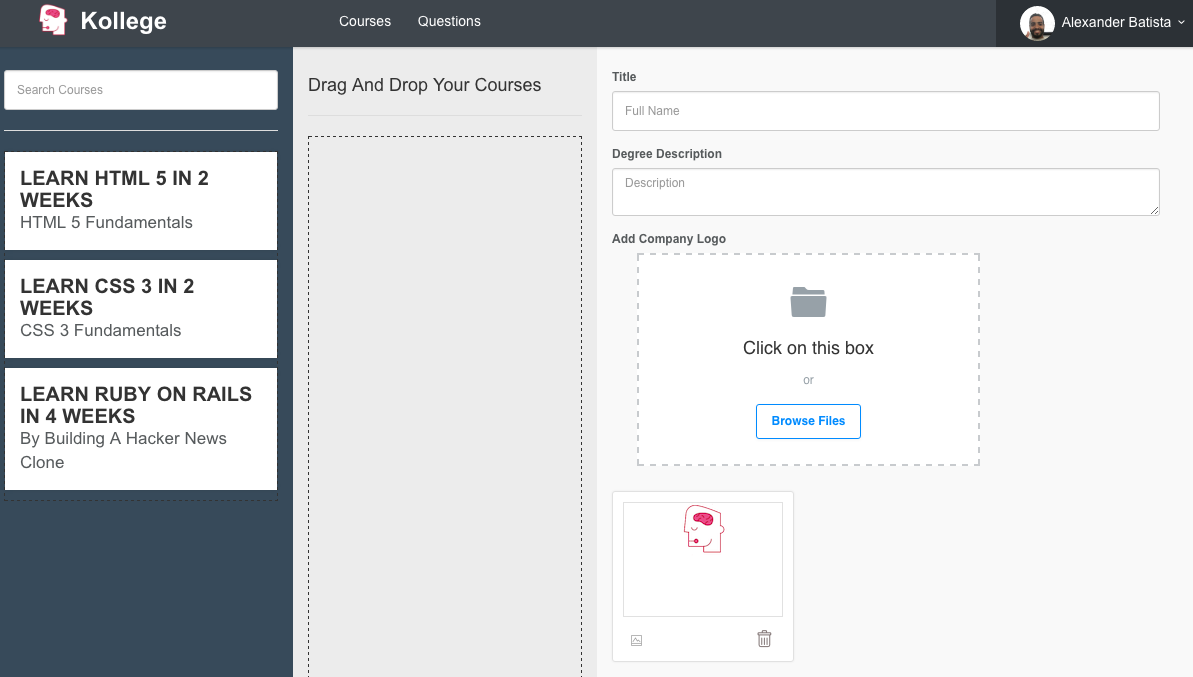 Kollege
Courses
Questions
Alexander Batista
Search Courses
LEARN HTML 5 IN 2
WEEKS
HTML 5 Fundamentals
LEARN CSS 3 IN 2
WEEKS
CSS 3 Fundamentals
LEARN RUBY ON RAILS
IN 4 WEEKS
By Building A Hacker News
Clone
Drag And Drop Your Courses
Title
Full Name
Degree Description
Description
Add Company Logo
Click on this box
or
Browse Files